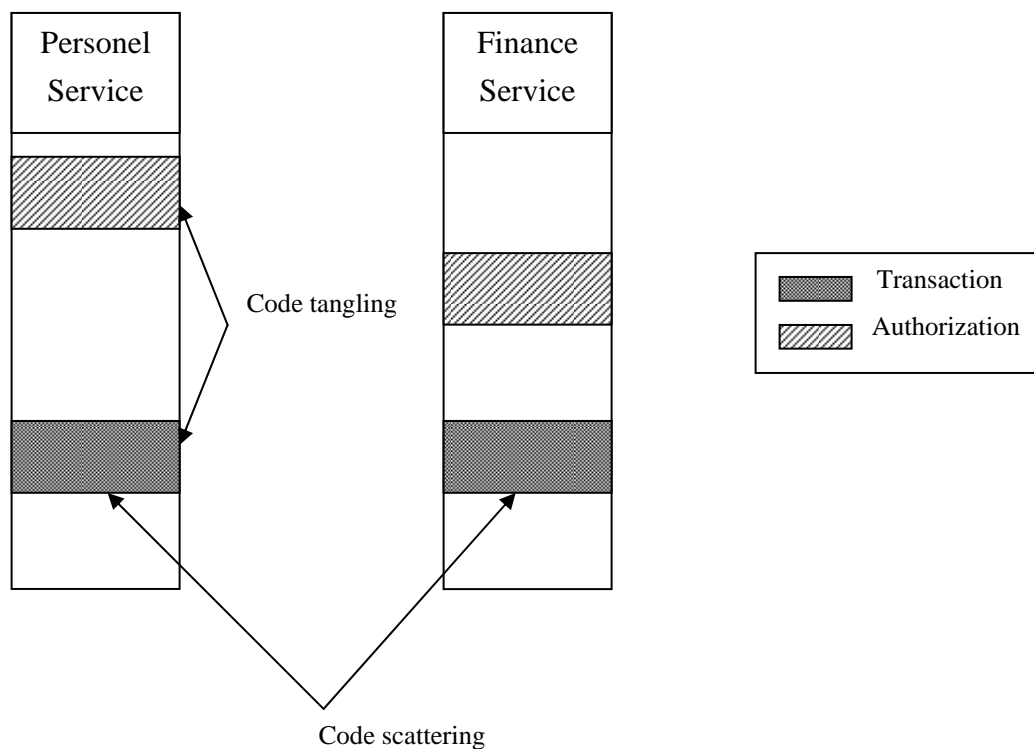 Personel
Service
Finance
Service
Code tangling
Transaction
Authorization
Code scattering